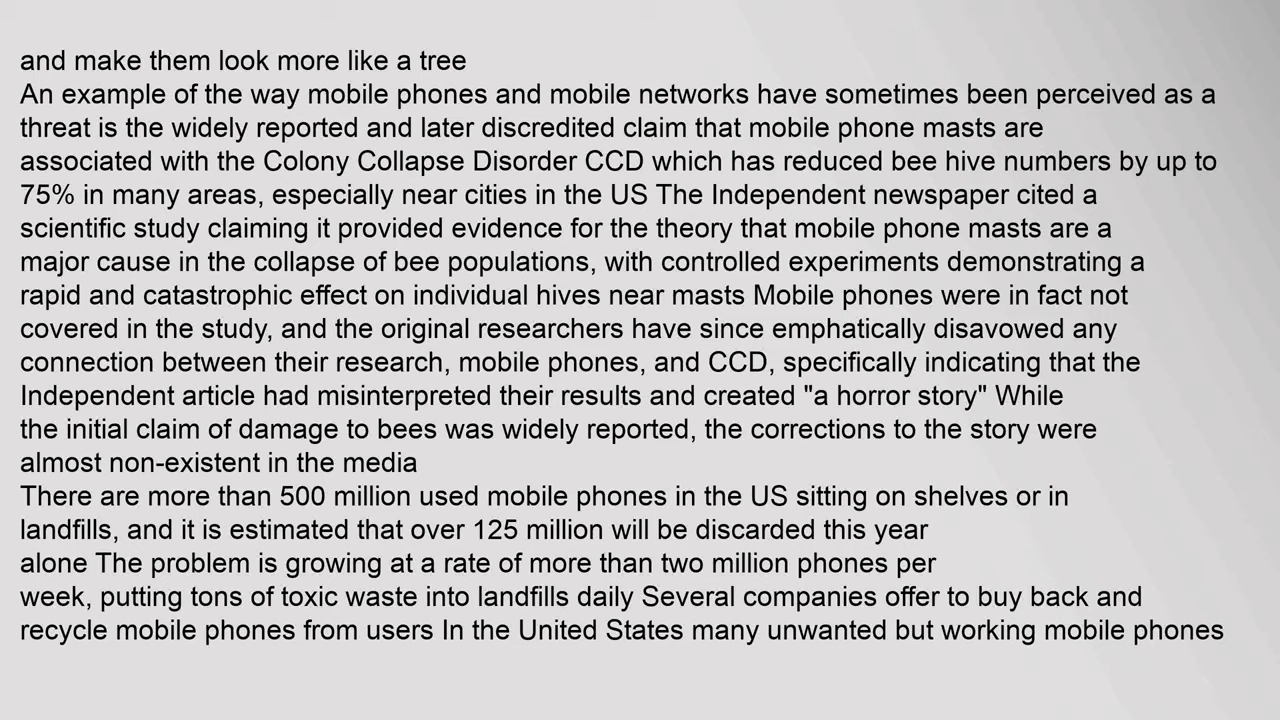 and make them look more like a tree
An example of the way mobile phones and mobile networks have sometimes been perceived as a
threat is the widely reported and later discredited claim that mobile phone masts are
associated with the Colony Collapse Disorder CCD which has reduced bee hive numbers by up to
75% in many areas, especially near cities in the US The Independent newspaper cited a
scientific study claiming it provided evidence for the theory that mobile phone masts are a
major cause in the collapse of bee populations, with controlled experiments demonstrating a
rapid and catastrophic effect on individual hives near masts Mobile phones were in fact not
covered in the study, and the original researchers have since emphatically disavowed any
connection between their research, mobile phones, and CCD, specifically indicating that the
Independent article had misinterpreted their results and created "a horror story" While
the initial claim of damage to bees was widely reported, the corrections to the story were
almost non-existent in the media
There are more than 500 million used mobile phones in the US sitting on shelves or in
landfills, and it is estimated that over 125 million will be discarded this year
alone The problem is growing at a rate of more than two million phones per
week, putting tons of toxic waste into landfills daily Several companies offer to buy back and
recycle mobile phones from users In the United States many unwanted but working mobile phones